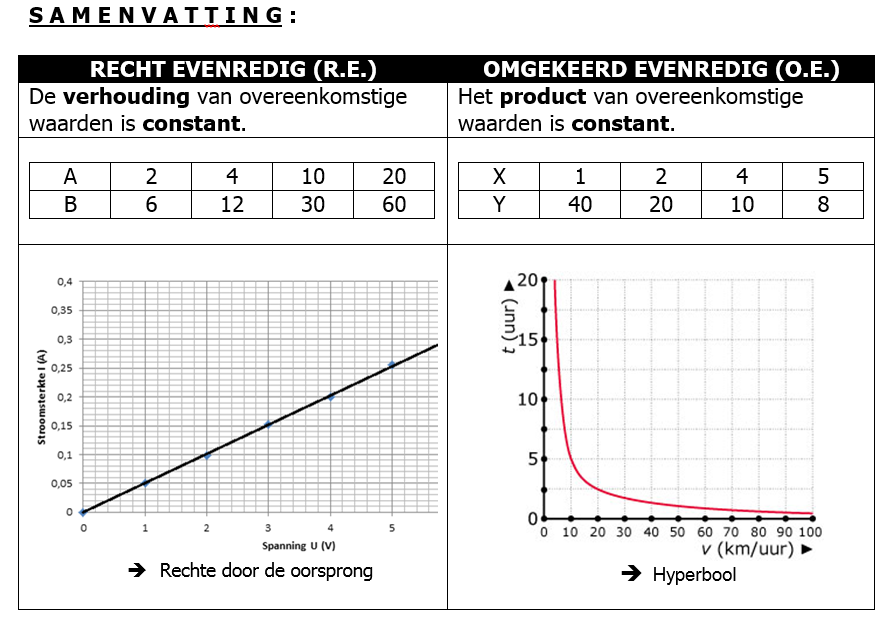 SAMENVATTING:
RECHT EVENREDIG (R.E.)
De verhouding van overeenkomstige
waarden is constant.
A 2 4 10 20
B 6 12 30 60
0,4
0,35
0,3
0,25
0,2
0,15
0,1
0,05
0
Stroomsterkte I (A)
0 1 2 3 4 5
Spanning U (V)
➔ Rechte door de oorsprong
OMGEKEERD EVENREDIG (O.E.)
Het product van overeenkomstige
waarden is constant.
X 1 2 4 5
Y 40 20 10 8
t (uur) ▲
20
15
10
5
0
0 10 20 30 40 50 60 70 80 90 100
v (km/uur) ►
➔ Hyperbool